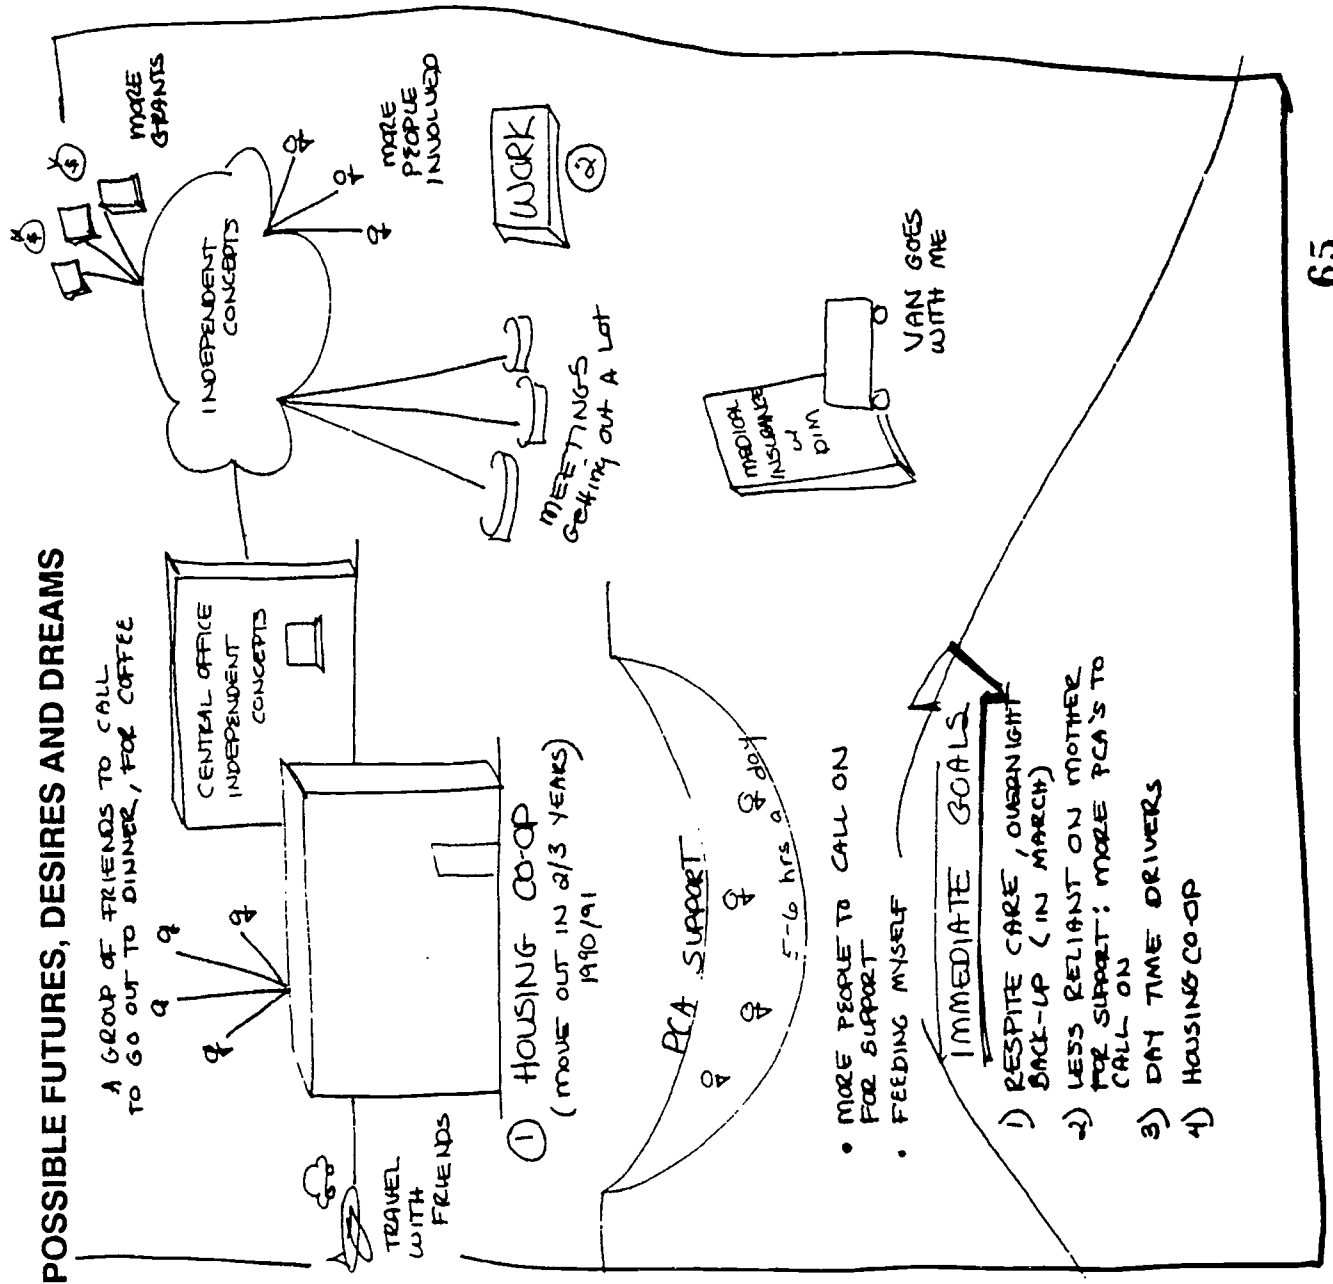 POSSIBLE FUTURES, DESIRES AND DREAMS
A GROUP OF FRIENDS TO CALL
TO GO OUT TO DINNER, FOR COFFEE
TRAVEL
WITH
FRIENDS
CENTRAL OFFICE
INDEPENDENT
CONCEPTS
INDEPENDENT
CONCEPTS
$
$
MORE
GRANTS
MORE
PEOPLE
INVOLVED
WORK
2
MEETINGS
Getting out A Lot
1 HOUSING CO-OP
(MOVE OUT IN 2/3 YEARS)
1990/91
PCA SUPPORT
5-6 hrs a day
MEDICAL
INSURANCE
W
DIM
VAN GOES
WITH ME
• MORE PEOPLE TO CALL ON
FOR SUPPORT
• FEEDING MYSELF
IMMEDIATE GOALS
1) RESPITE CARE, OVERNIGHT
BACK-UP (IN MARCH)
2) LESS RELIANT ON MOTHER
FOR SUPPORT: MORE PCA'S TO
CALL ON
3) DAY TIME DRIVERS
4) HOUSING CO-OP
65